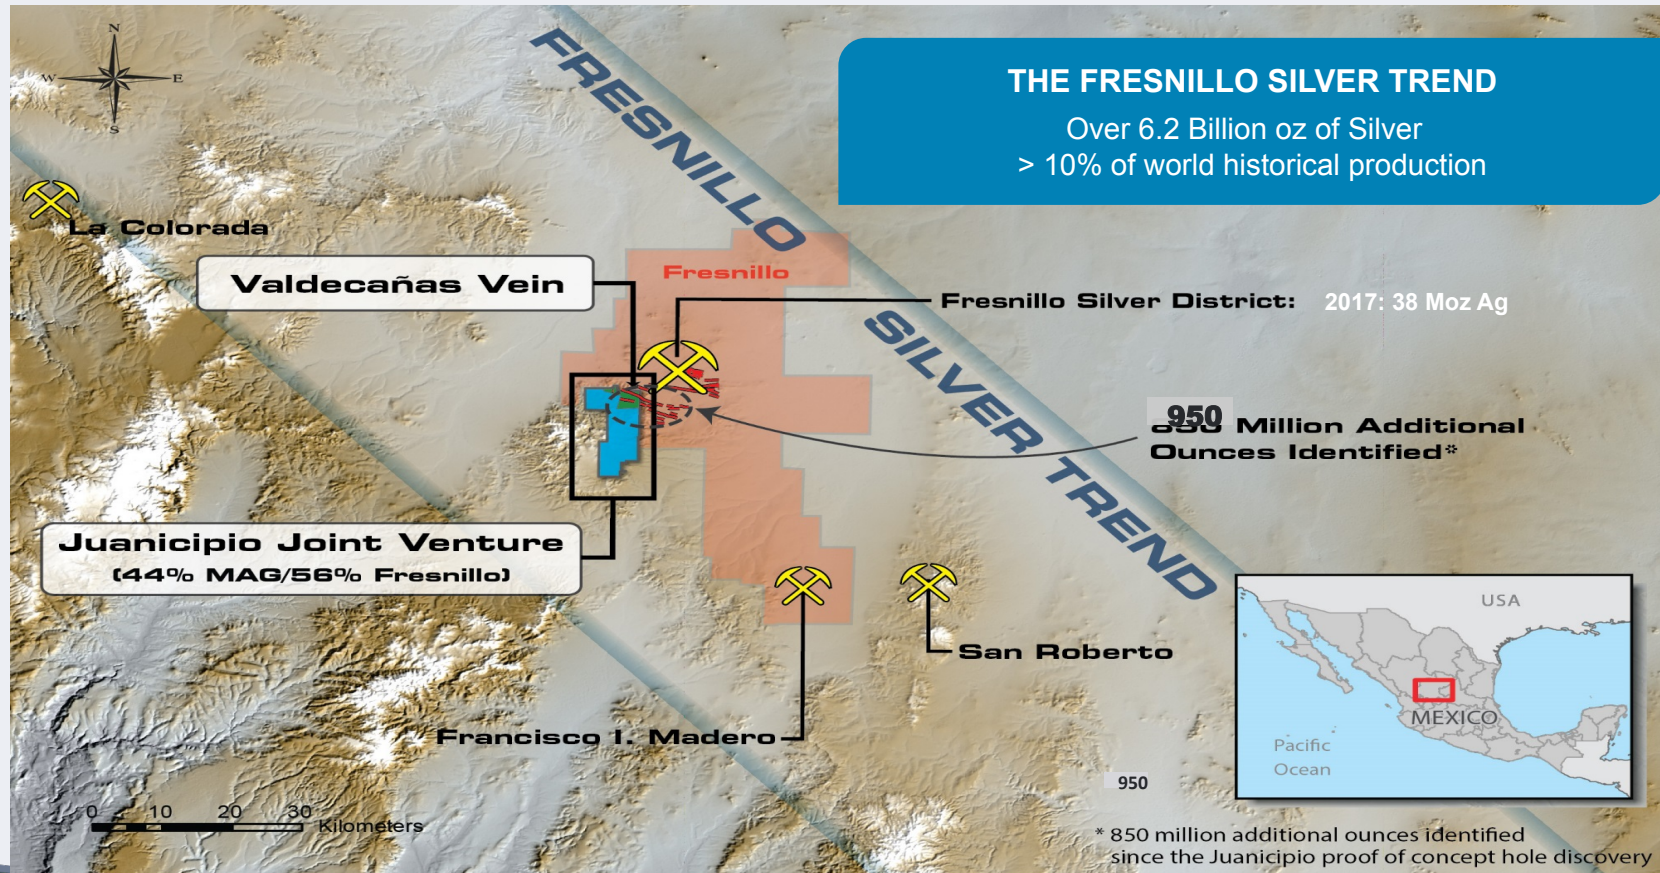 N
W
E
S
THE FRESNILLO SILVER TREND
Over 6.2 Billion oz of Silver
> 10% of world historical production
FRESNILLO
SILVER TREND
La Colorada
Valdecañas Vein
Fresnillo
Fresnillo Silver District: 2017: 38 Moz Ag
950
Million Additional
Ounces Identified*
Juanicipio Joint Venture
(44% MAG/56% Fresnillo)
San Roberto
Francisco I. Madero
USA
MEXICO
Pacific
Ocean
950
0 10 20 30
Kilometers
* 850 million additional ounces identified
since the Juanicipio proof of concept hole discovery